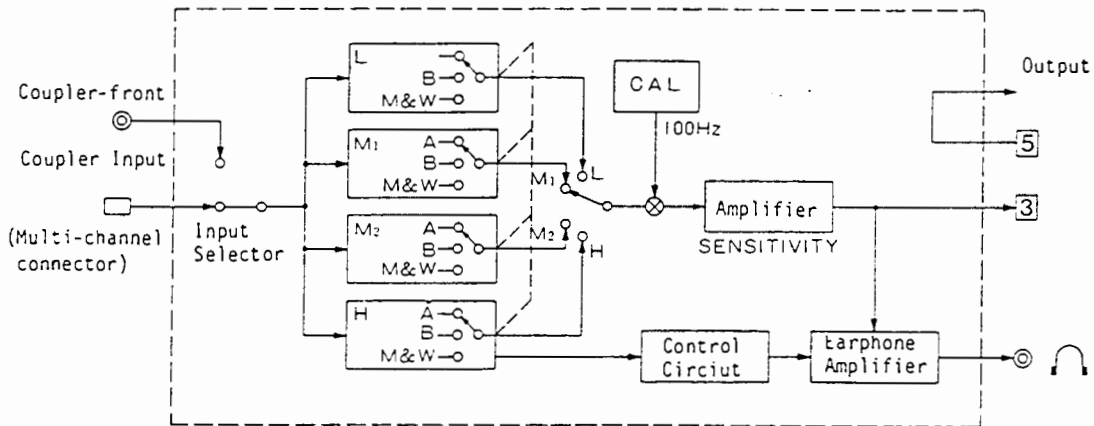 Coupler-front
Coupler Input
(Multi-channel
connector)
Input
Selector
L
B
M&W
M1
A
B
M&W
M2
A
B
M&W
H
A
B
M&W
M1
L
M2
H
CAL
100Hz
Amplifier
SENSITIVITY
Control
Circiut
Earphone
Amplifier
Output
5
3